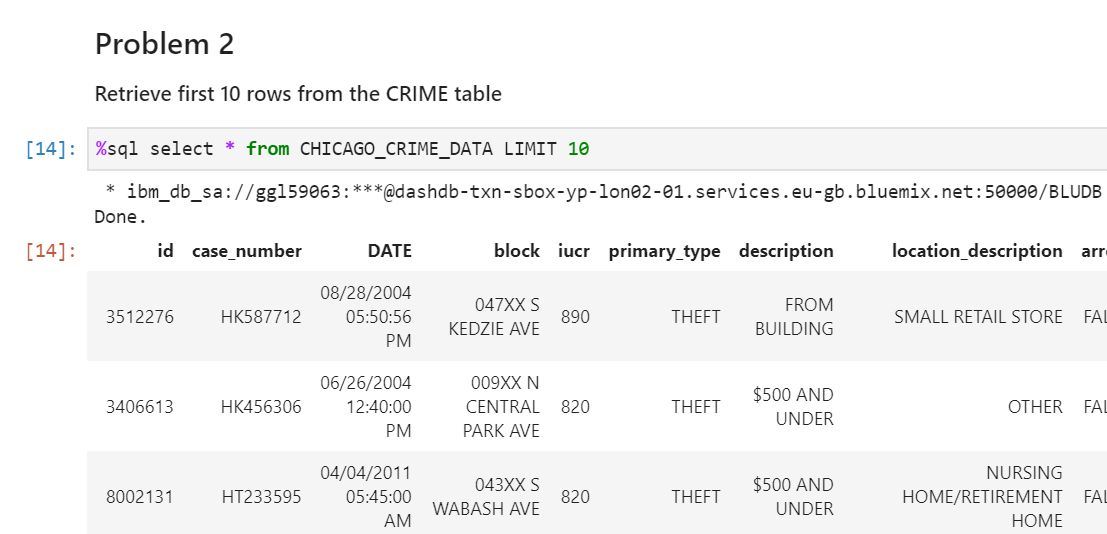 Problem 2
Retrieve first 10 rows from the CRIME table
[14]: %sql select * from CHICAGO_CRIME_DATA LIMIT 10
* ibm_db_sa://ggl59063:***@dashdb-txn-sbox-yp-lon02-01.services.eu-gb.bluemix.net:50000/BLUDB
Done.
[14]: id case_number DATE block iucr primary_type description location_description arre
3512276 HK587712 08/28/2004 05:50:56 PM 047XX S KEDZIE AVE 890 THEFT FROM BUILDING SMALL RETAIL STORE FAL
3406613 HK456306 06/26/2004 12:40:00 PM 009XX N CENTRAL PARK AVE 820 THEFT $500 AND UNDER OTHER FAL
8002131 HT233595 04/04/2011 05:45:00 AM 043XX S WABASH AVE 820 THEFT $500 AND UNDER NURSING HOME/RETIREMENT HOME FAL